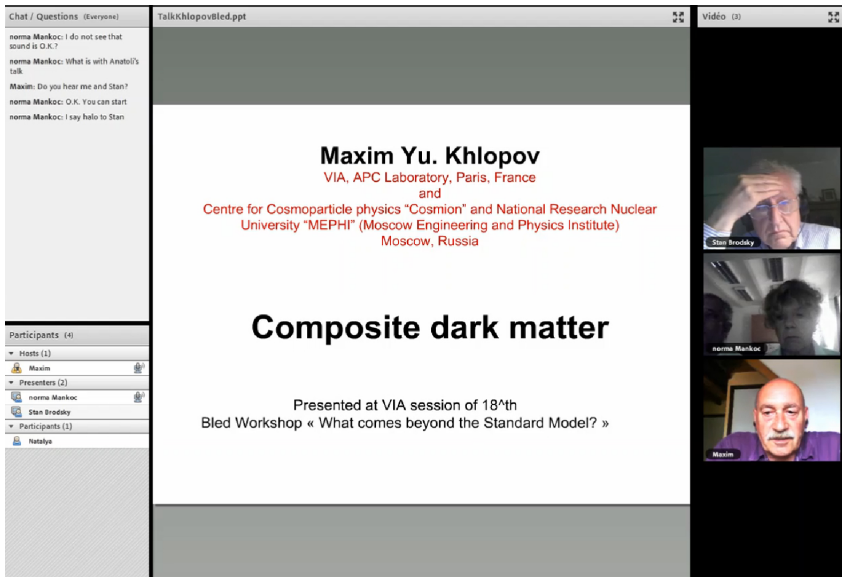 Chat / Questions (Everyone)
norma Mankoc: I do not see that
sound is O.K.?
norma Mankoc: What is with Anatoli's
talk
Maxim: Do you hear me and Stan?
norma Mankoc: O.K. You can start
norma Mankoc: I say halo to Stan
Participants (4)
Hosts (1)
Maxim
Presenters (2)
norma Mankoc
Stan Brodsky
Participants (1)
Natalya
TalkKhlopovBled.ppt
Maxim Yu. Khlopov
VIA, APC Laboratory, Paris, France
and
Centre for Cosmoparticle physics “Cosmion” and National Research Nuclear
University “MEPHI” (Moscow Engineering and Physics Institute)
Moscow, Russia
Composite dark matter
Presented at VIA session of 18^th
Bled Workshop « What comes beyond the Standard Model? »
Vidéo (3)
Stan Brodsky
norma Mankoc
Maxim